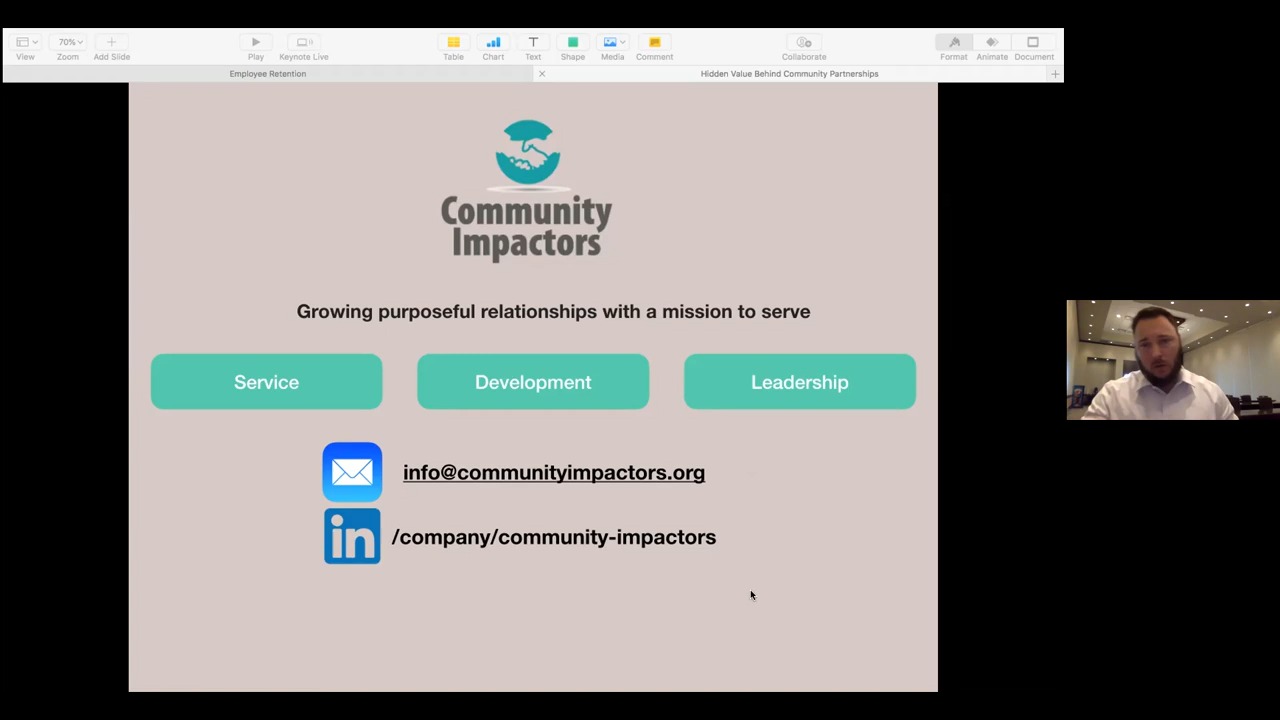 View
70%
Zoom
Add Slide
Play
Keynote Live
Table
Chart
T
Text
Shape
Media
Comment
Collaborate
Format
Animate
Document
Employee Retention
Hidden Value Behind Community Partnerships
Community
Impactors
Growing purposeful relationships with a mission to serve
Service
Development
Leadership
info@communityimpactors.org
in
/company/community-impactors